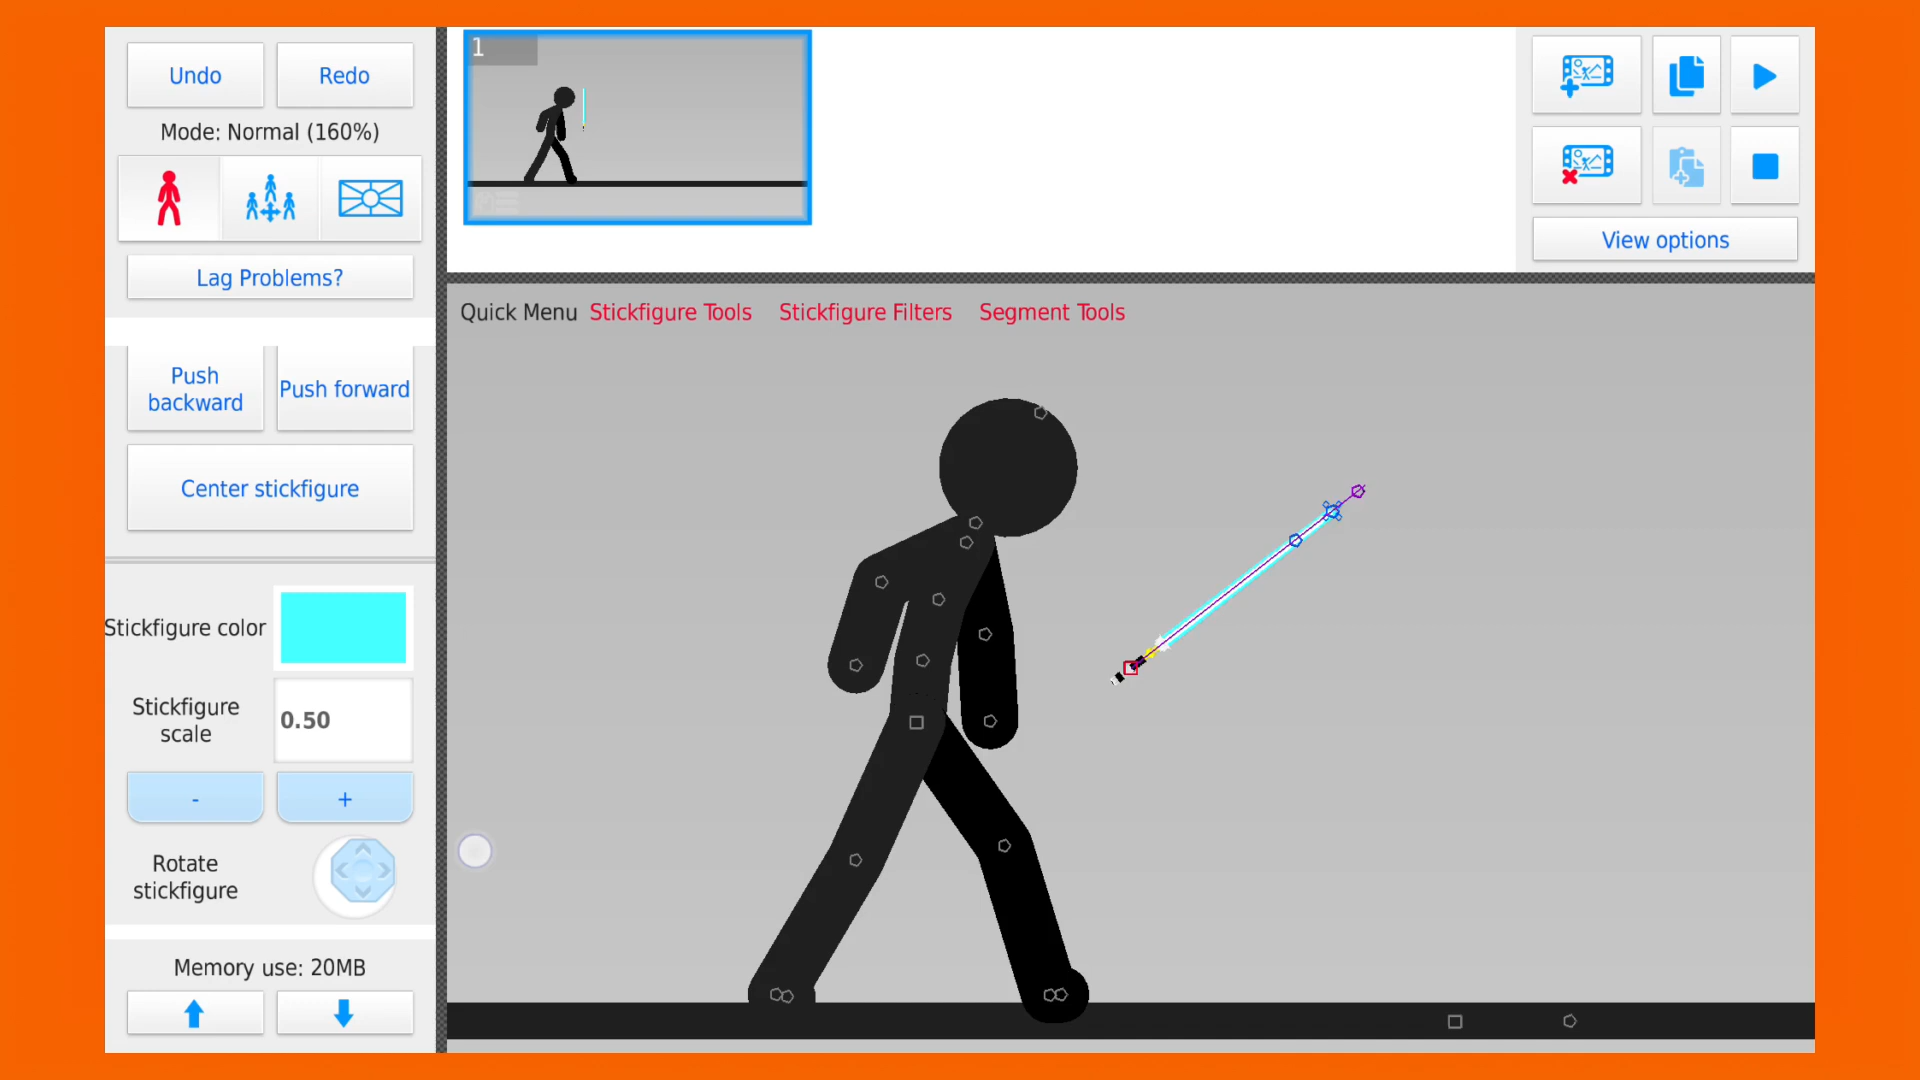 Undo
Redo
Mode: Normal (160%)
Lag Problems?
Push
backward
Push forward
Center stickfigure
Stickfigure color
Stickfigure
scale
0.50
-
+
Rotate
stickfigure
Memory use: 20MB
1
View options
Quick Menu
Stickfigure Tools
Stickfigure Filters
Segment Tools